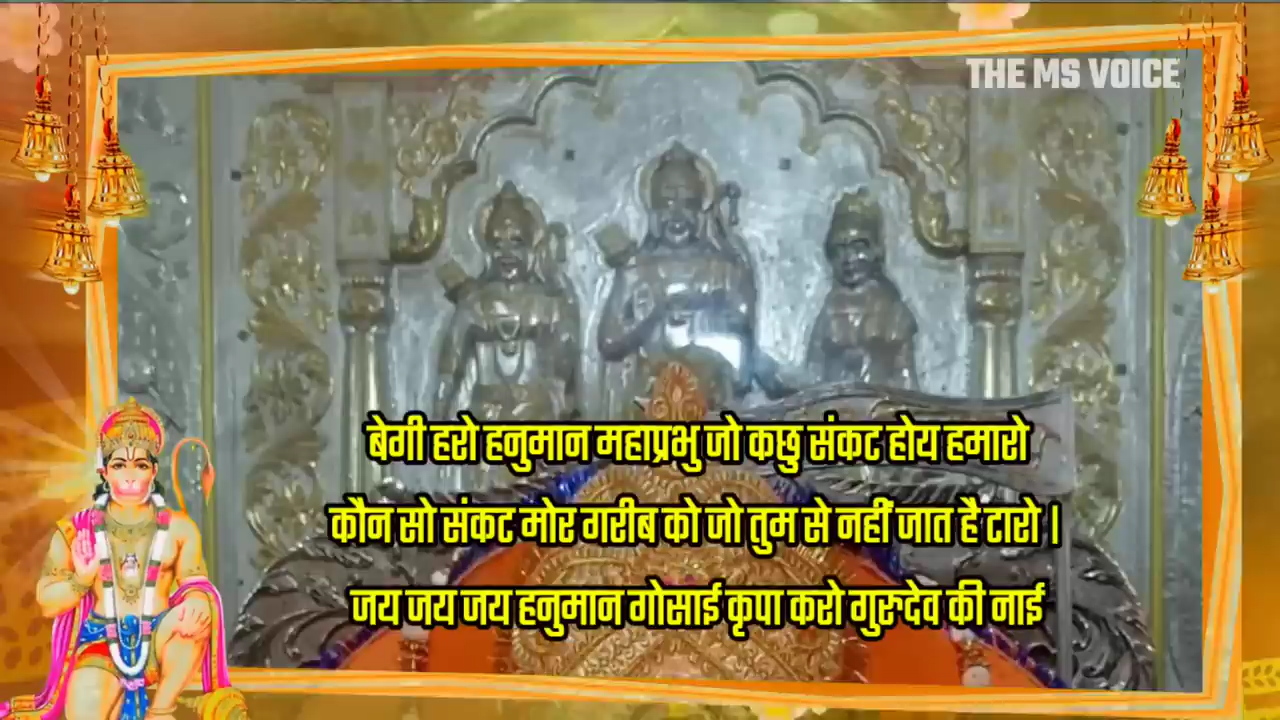 THE MS VOICE
बेगी हरो हनुमान महाप्रभु जो कछु संकट होय हमारो
कौन सो संकट मोर गरीब को जो तुम से नहीं जात है टारो।
जय जय जय हनुमान गोसाई कृपा करो गुरुदेव की नाई